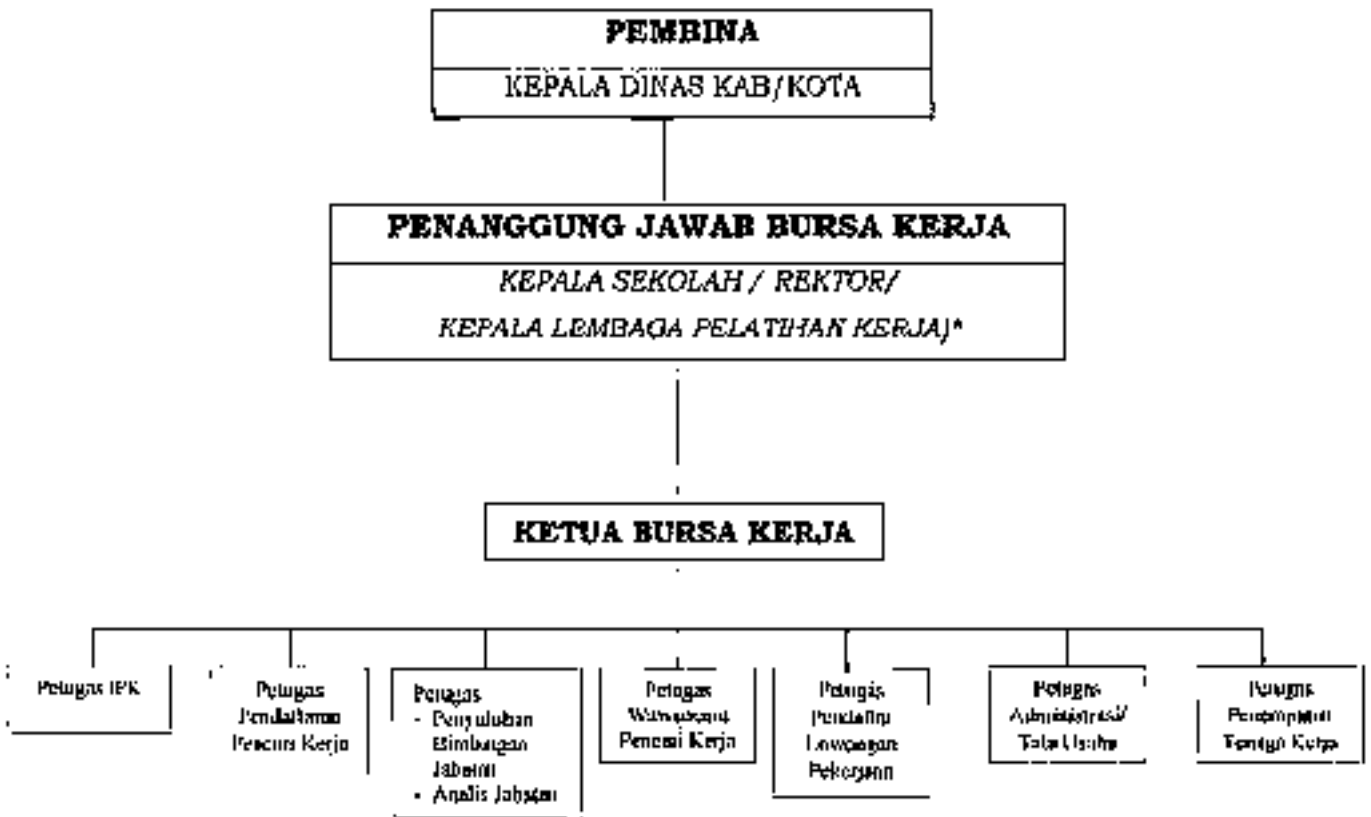 PEMBINA
KEPALA DINAS KAB/KOTA
PENANGGUNG JAWAB BURSA KERJA
KEPALA SEKOLAH / REKTOR/
KEPALA LEMBAGA PELATIHAN KERJA)*
KETUA BURSA KERJA
Petugas IPK
Petugas
Pendaftaran
Pencari Kerja
Petugas
- Penyuluhan
Bimbingan
Jabatan
- Analis Jabatan
Petugas
Wawancara
Pencari Kerja
Petugas
Pendaftar
Lowongan
Pekerjaan
Petugas
Administrasi/
Tata Usaha
Petugas
Penempatan
Tenaga Kerja